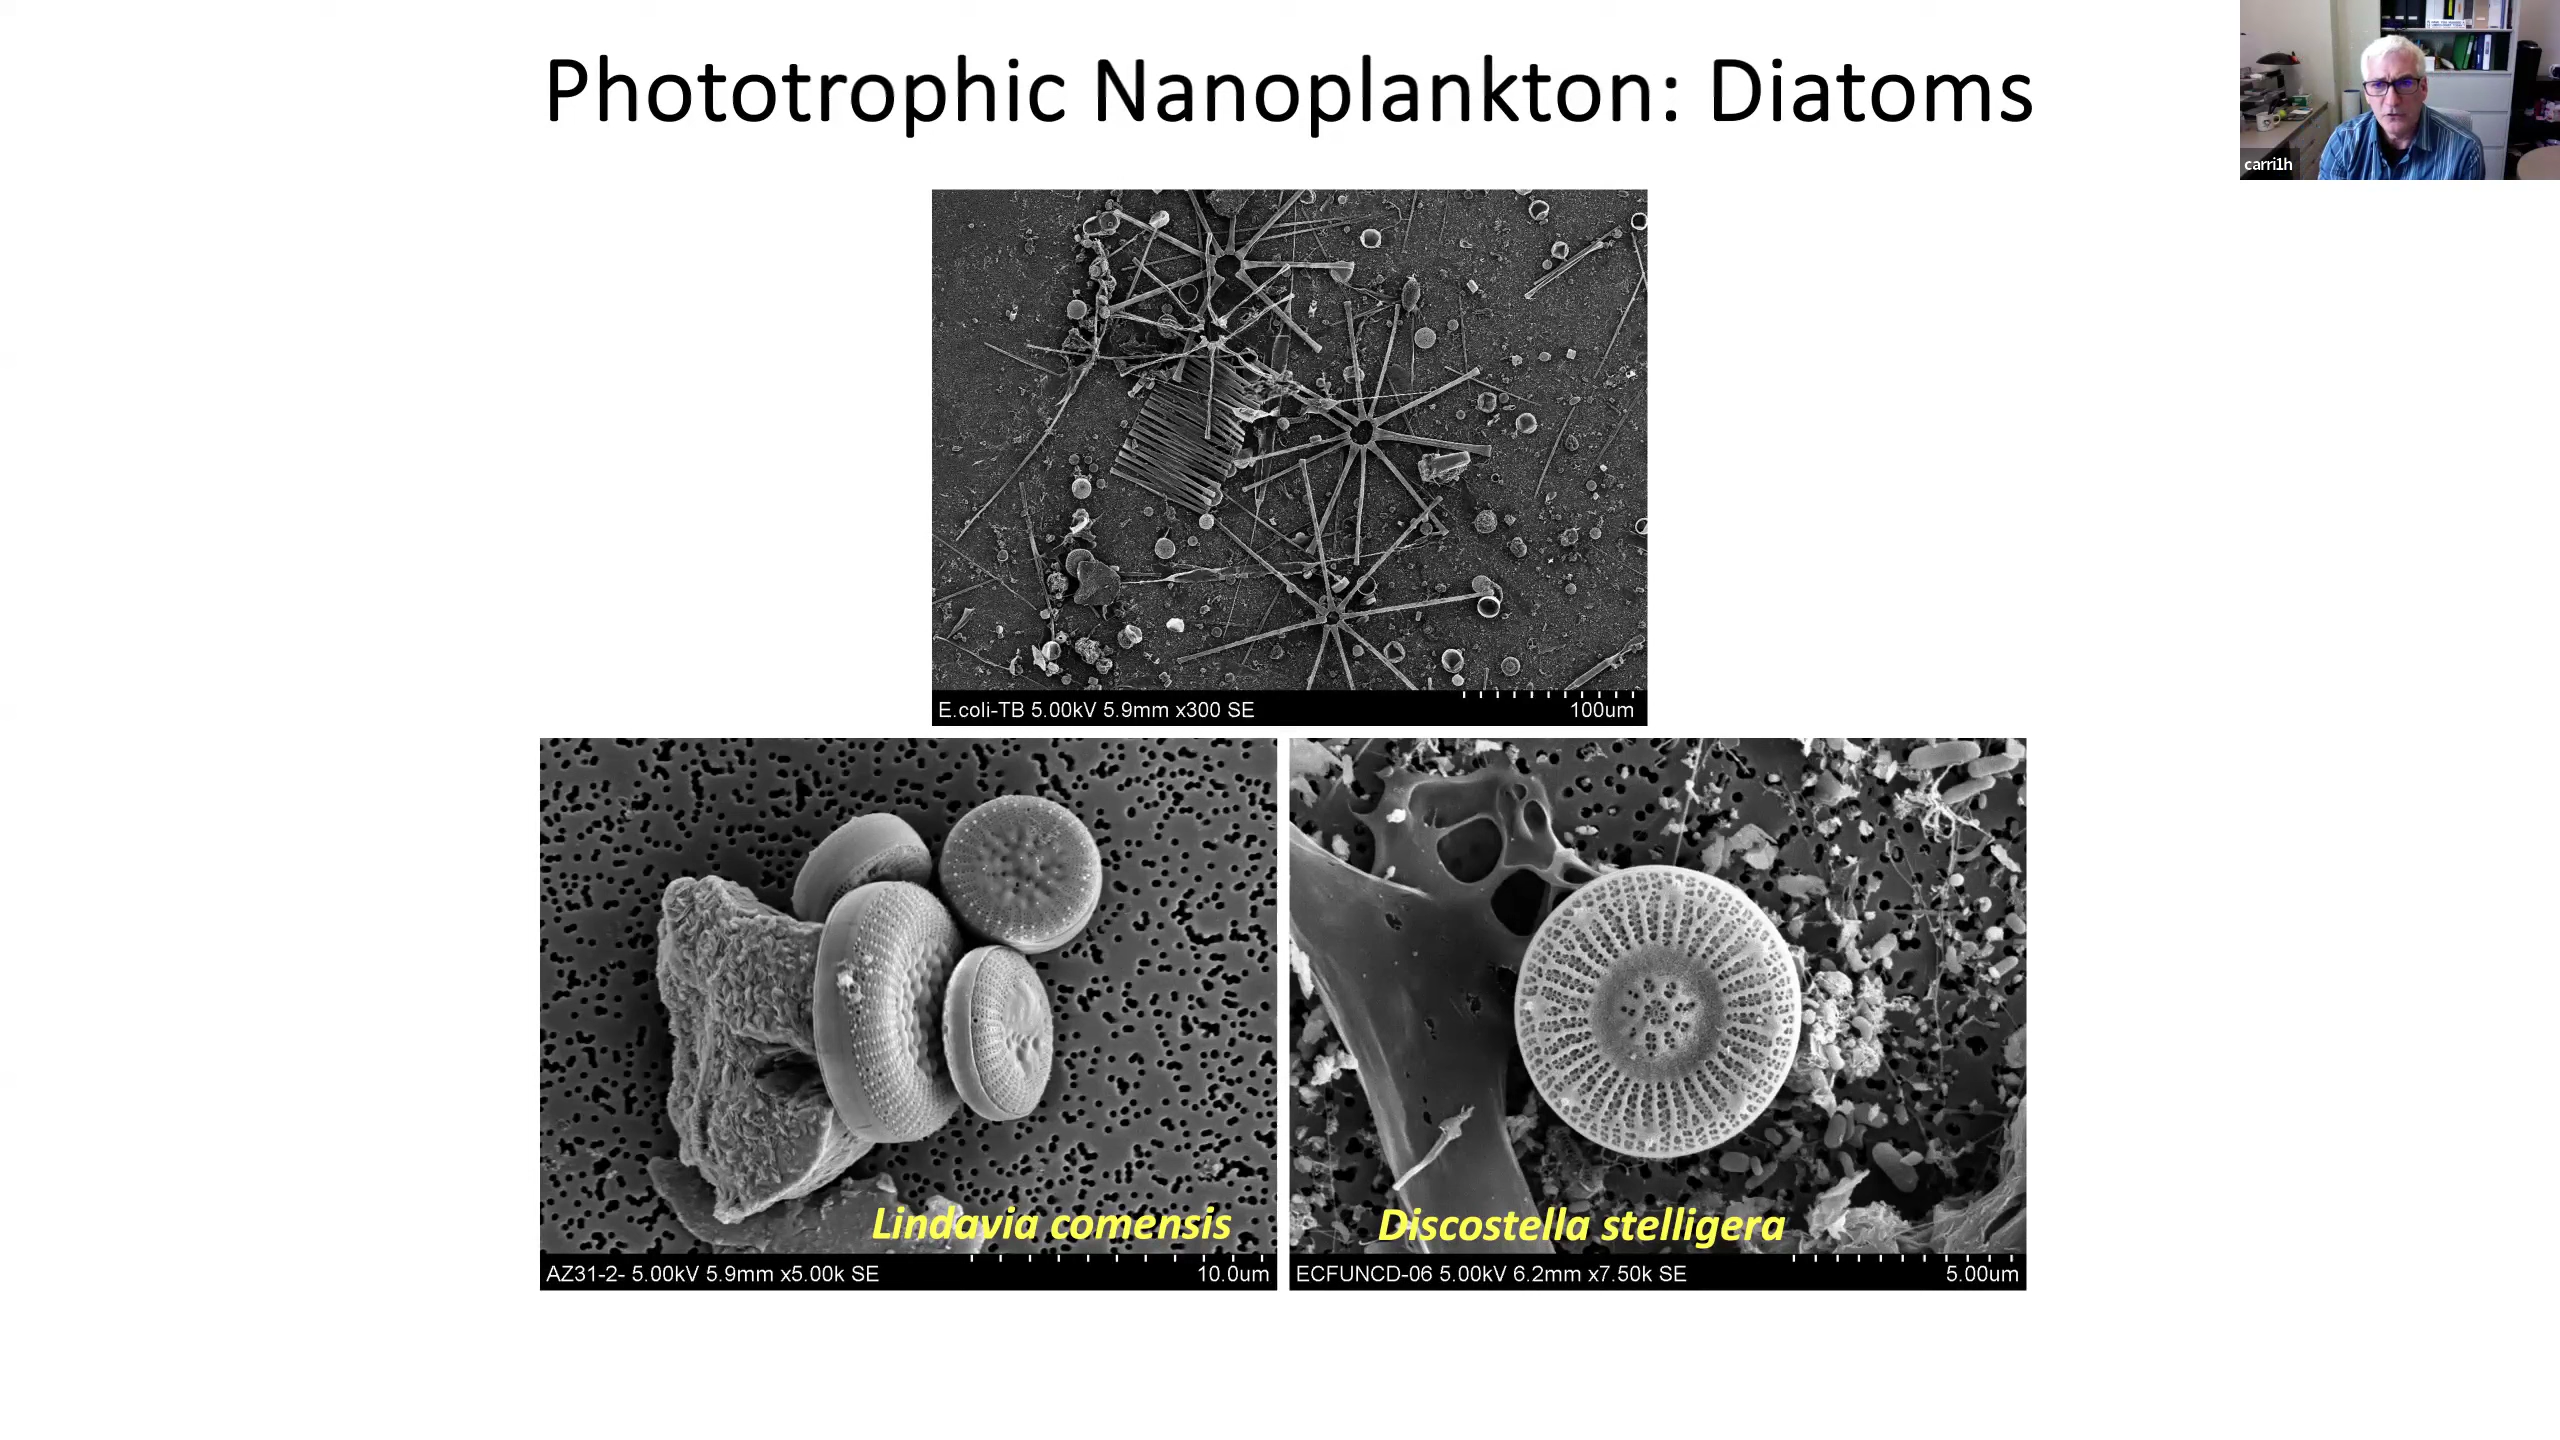 Phototrophic Nanoplankton: Diatoms
carri1h
E.coli-TB 5.00kV 5.9mm x300 SE 100um
Lindavia comensis
AZ31-2- 5.00kV 5.9mm x5.00k SE 10.0um
Discostella stelligera
ECFUNCD-06 5.00kV 6.2mm x7.50k SE 5.00um